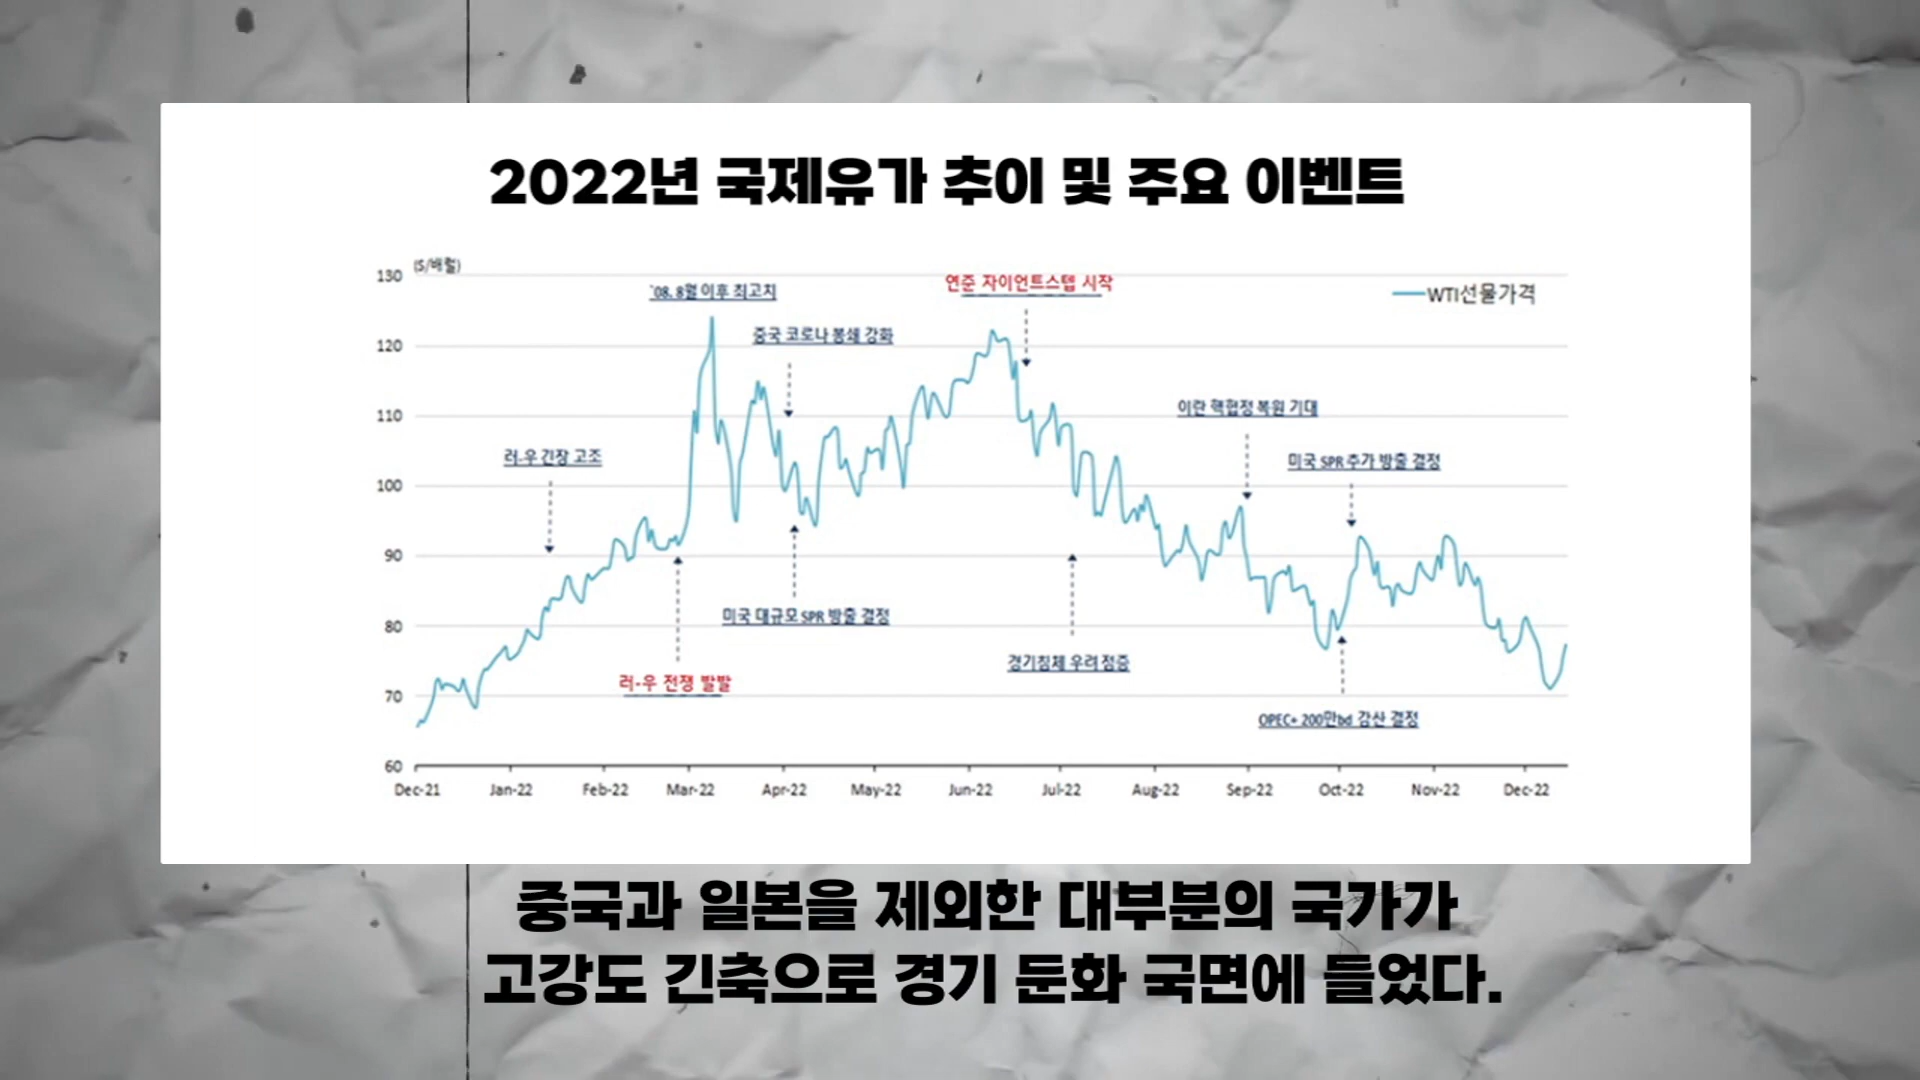 2022년 국제유가 추이 및 주요 이벤트
($/배럴)
130
120
110
100
90
80
70
60
`08. 8월 이후 최고치
연준 자이언트스텝 시작
WTI선물가격
중국 코로나 봉쇄 강화
이란 핵협정 복원 기대
러-우 긴장 고조
미국 SPR 추가 방출 결정
미국 대규모 SPR 방출 결정
경기침체 우려 점증
러-우 전쟁 발발
OPEC+ 200만bd 감산 결정
Dec-21 Jan-22 Feb-22 Mar-22 Apr-22 May-22 Jun-22 Jul-22 Aug-22 Sep-22 Oct-22 Nov-22 Dec-22
중국과 일본을 제외한 대부분의 국가가
고강도 긴축으로 경기 둔화 국면에 들었다.